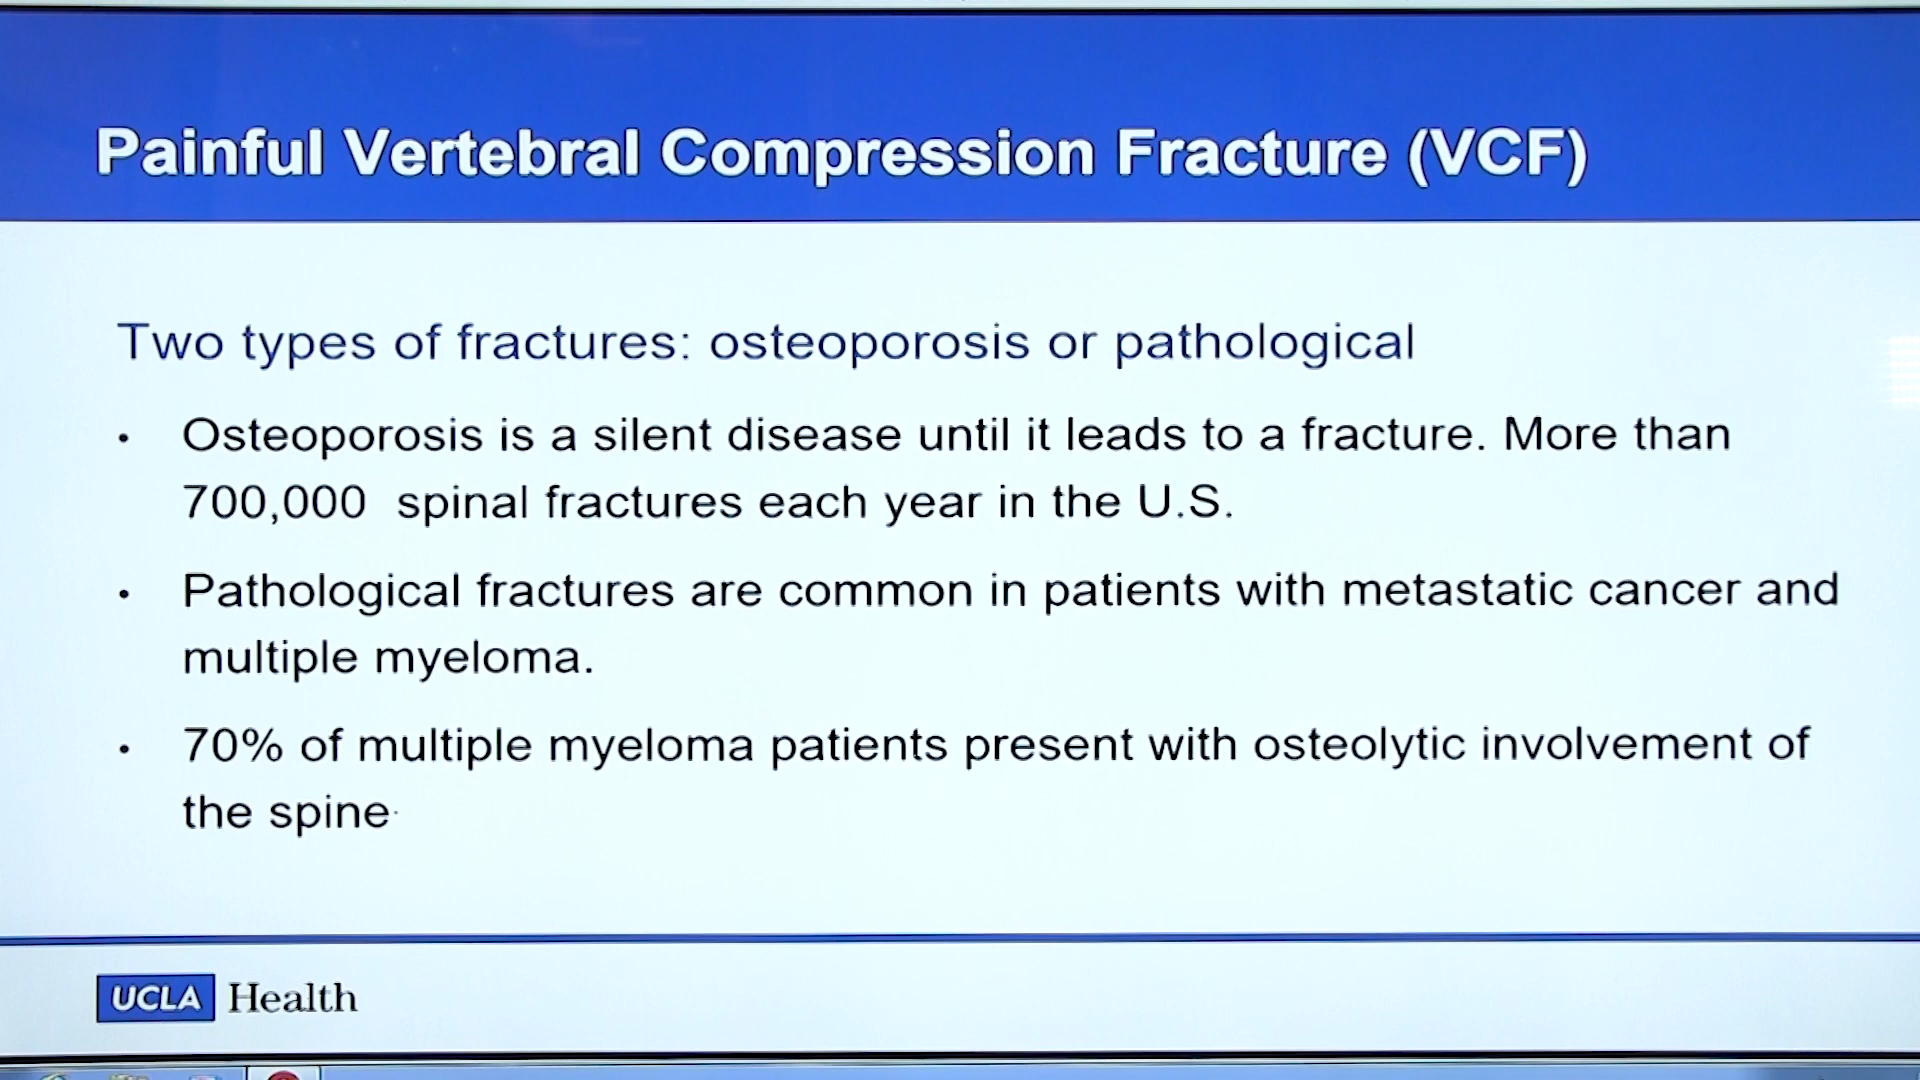 Painful Vertebral Compression Fracture (VCF)
Two types of fractures: osteoporosis or pathological
• Osteoporosis is a silent disease until it leads to a fracture. More than
700,000 spinal fractures each year in the U.S.
• Pathological fractures are common in patients with metastatic cancer and
multiple myeloma.
• 70% of multiple myeloma patients present with osteolytic involvement of
the spine.
UCLA Health